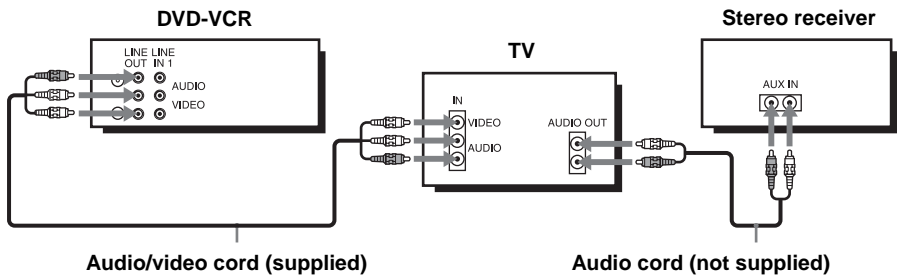 DVD-VCR
TV
Stereo receiver
LINE LINE
OUT IN 1
AUDIO
VIDEO
IN
VIDEO
AUDIO
AUDIO OUT
AUX IN
Audio/video cord (supplied)
Audio cord (not supplied)